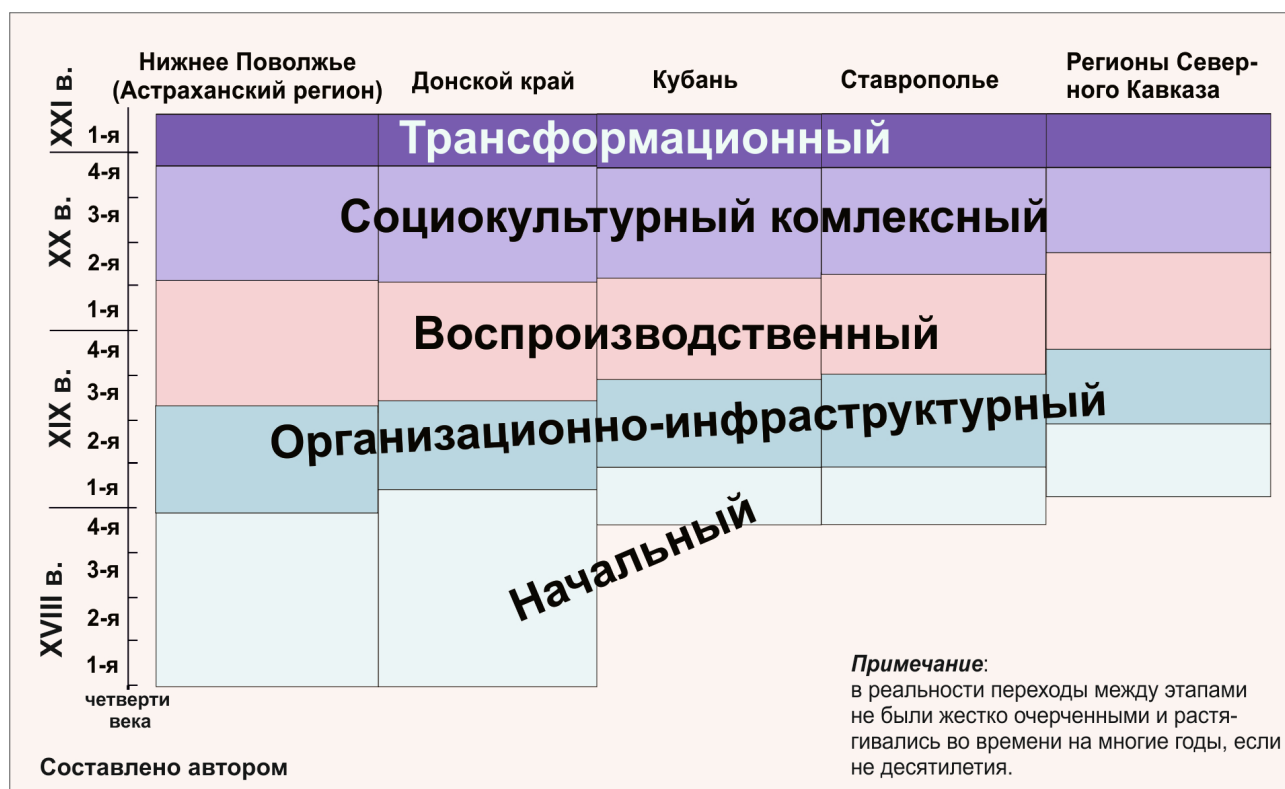 Нижнее Поволжье
(Астраханский регион)
Донской край
Кубань
Ставрополье
Регионы Север-
ного Кавказа
XXI в.
1-я
Трансформационный
XX в.
4-я
3-я
2-я
1-я
Социокультурный комлексный
Воспроизводственный
XIX в.
4-я
3-я
2-я
1-я
Организационно-инфраструктурный
Начальный
XVIII в.
4-я
3-я
2-я
1-я
четверти
века
Примечание:
в реальности переходы между этапами
не были жестко очерченными и растя-
гивались во времени на многие годы, если
не десятилетия.
Составлено автором